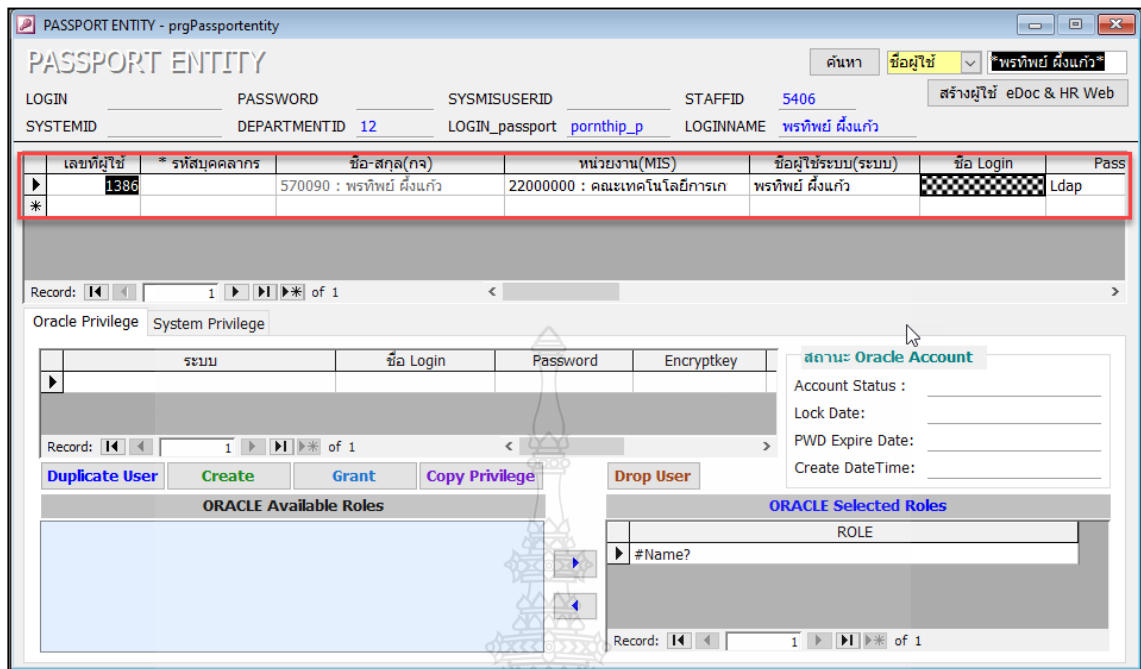 PASSPORT ENTITY - prgPassportentity
PASSPORT ENTITY
ค้นหา ชื่อผู้ใช้ *พรทิพย์ ผึ้งแก้ว*
LOGIN PASSWORD SYSMISUSERID STAFFID 5406 สร้างผู้ใช้ eDoc & HR Web
SYSTEMID DEPARTMENTID 12 LOGIN_passport pornthip_p LOGINNAME พรทิพย์ ผึ้งแก้ว
เลขที่ผู้ใช้ * รหัสบุคคลากร ชื่อ-สกุล(กจ) หน่วยงาน(MIS) ชื่อผู้ใช้ระบบ(ระบบ) ชื่อ Login Pass
1386 570090 : พรทิพย์ ผึ้งแก้ว 22000000 : คณะเทคโนโลยีการเก พรทิพย์ ผึ้งแก้ว Ldap
Record: 1 of 1
Oracle Privilege System Privilege
ระบบ ชื่อ Login Password Encryptkey
Record: 1 of 1
สถานะ Oracle Account
Account Status :
Lock Date:
PWD Expire Date:
Create DateTime:
Duplicate User Create Grant Copy Privilege Drop User
ORACLE Available Roles ORACLE Selected Roles
ROLE
#Name?
Record: 1 of 1